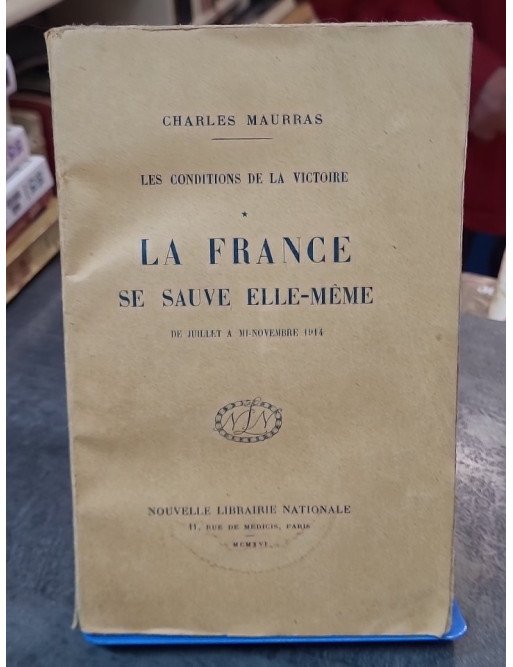 CHARLES MAURRAS
LES CONDITIONS DE LA VICTOIRE
*
LA FRANCE
SE SAUVE ELLE-MÊME
DE JUILLET A MI-NOVEMBRE 1914
NLN
NOUVELLE LIBRAIRIE NATIONALE
11, RUE DE MÉDICIS, PARIS
MCMXVI